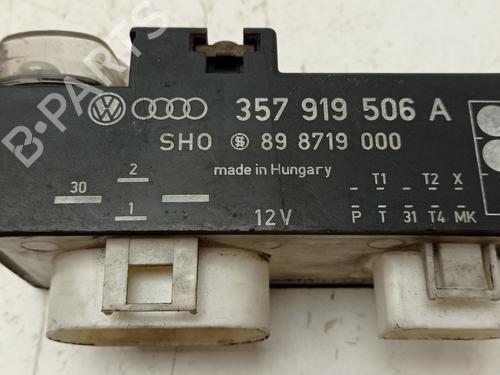 B-PARTS
357 919 506 A
SHO 89 8719 000
made in Hungary
2
30
1
12V
T1 T2 X
P T 31 T4 MK